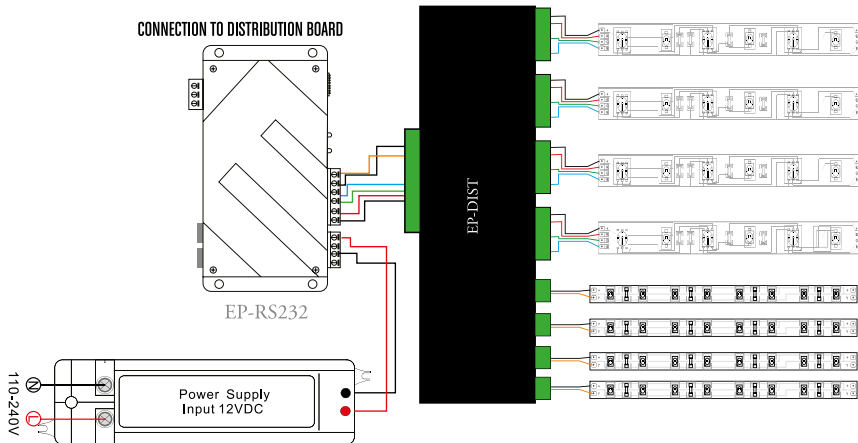 CONNECTION TO DISTRIBUTION BOARD
EP-DIST
EP-RS232
N
L
110-240V
Power Supply
Input 12VDC